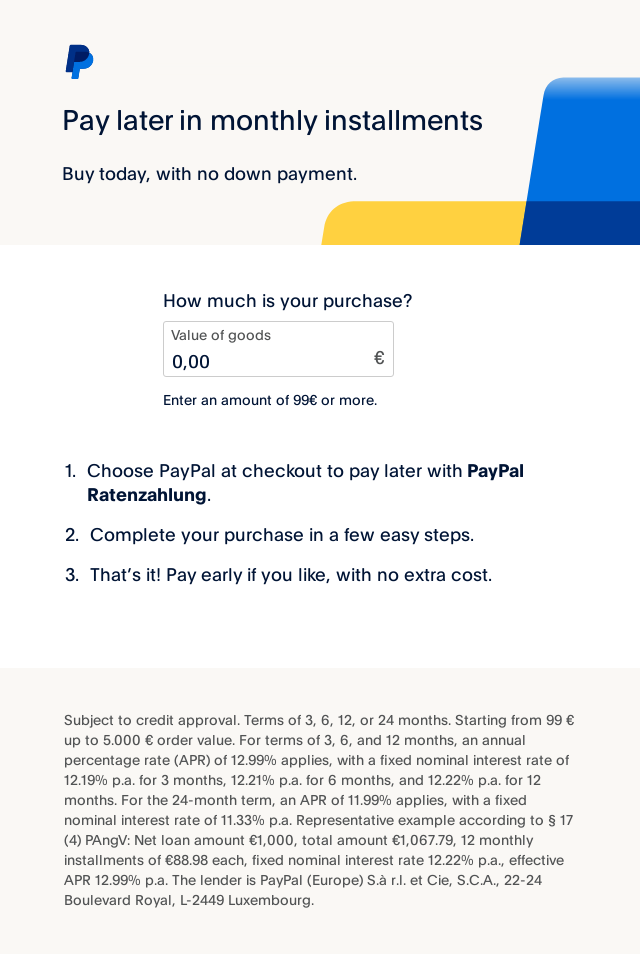 Pay later in monthly installments
Buy today, with no down payment.
How much is your purchase?
Value of goods
0,00 €
Enter an amount of 99€ or more.
1. Choose PayPal at checkout to pay later with PayPal
Ratenzahlung.
2. Complete your purchase in a few easy steps.
3. That’s it! Pay early if you like, with no extra cost.
Subject to credit approval. Terms of 3, 6, 12, or 24 months. Starting from 99 €
up to 5.000 € order value. For terms of 3, 6, and 12 months, an annual
percentage rate (APR) of 12.99% applies, with a fixed nominal interest rate of
12.19% p.a. for 3 months, 12.21% p.a. for 6 months, and 12.22% p.a. for 12
months. For the 24-month term, an APR of 11.99% applies, with a fixed
nominal interest rate of 11.33% p.a. Representative example according to § 17
(4) PAngV: Net loan amount €1,000, total amount €1,067.79, 12 monthly
installments of €88.98 each, fixed nominal interest rate 12.22% p.a., effective
APR 12.99% p.a. The lender is PayPal (Europe) S.à r.l. et Cie, S.C.A., 22-24
Boulevard Royal, L-2449 Luxembourg.